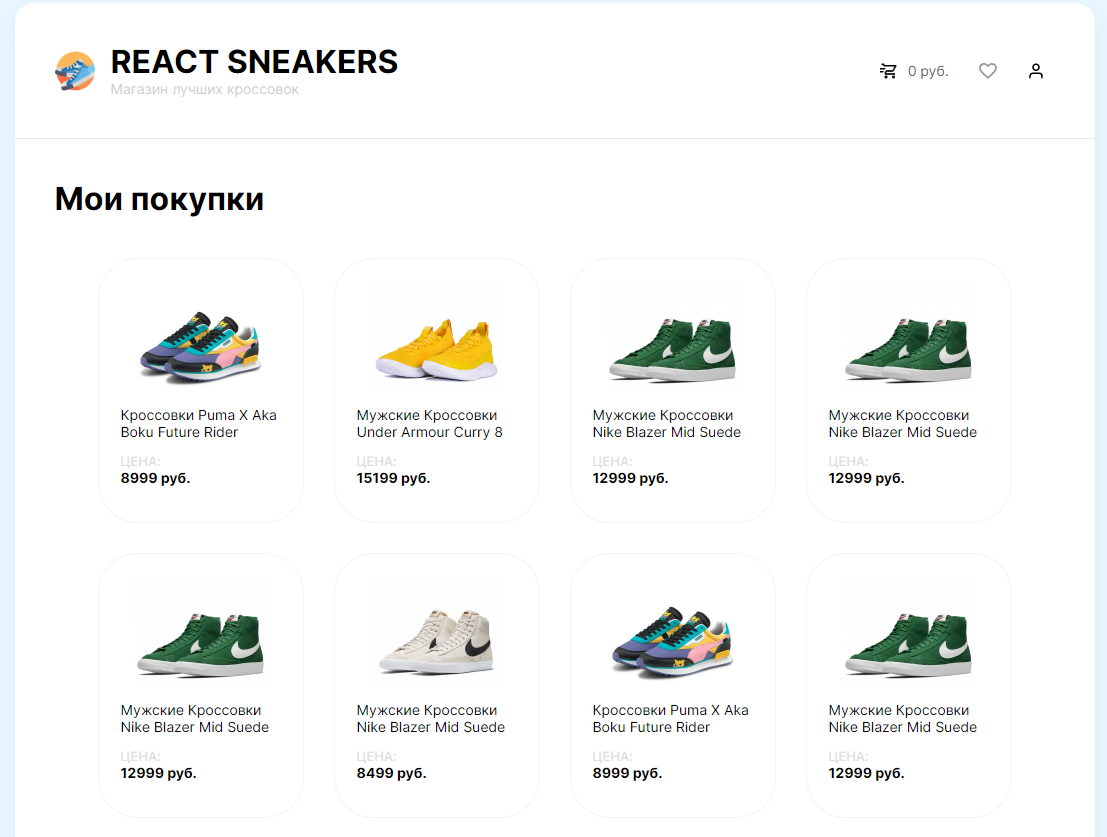 REACT SNEAKERS
Магазин лучших кроссовок
0 руб.
Мои покупки
Кроссовки Puma X Aka
Boku Future Rider
ЦЕНА:
8999 руб.
Мужские Кроссовки
Under Armour Curry 8
ЦЕНА:
15199 руб.
Мужские Кроссовки
Nike Blazer Mid Suede
ЦЕНА:
12999 руб.
Мужские Кроссовки
Nike Blazer Mid Suede
ЦЕНА:
12999 руб.
Мужские Кроссовки
Nike Blazer Mid Suede
ЦЕНА:
12999 руб.
Мужские Кроссовки
Nike Blazer Mid Suede
ЦЕНА:
8499 руб.
Кроссовки Puma X Aka
Boku Future Rider
ЦЕНА:
8999 руб.
Мужские Кроссовки
Nike Blazer Mid Suede
ЦЕНА:
12999 руб.